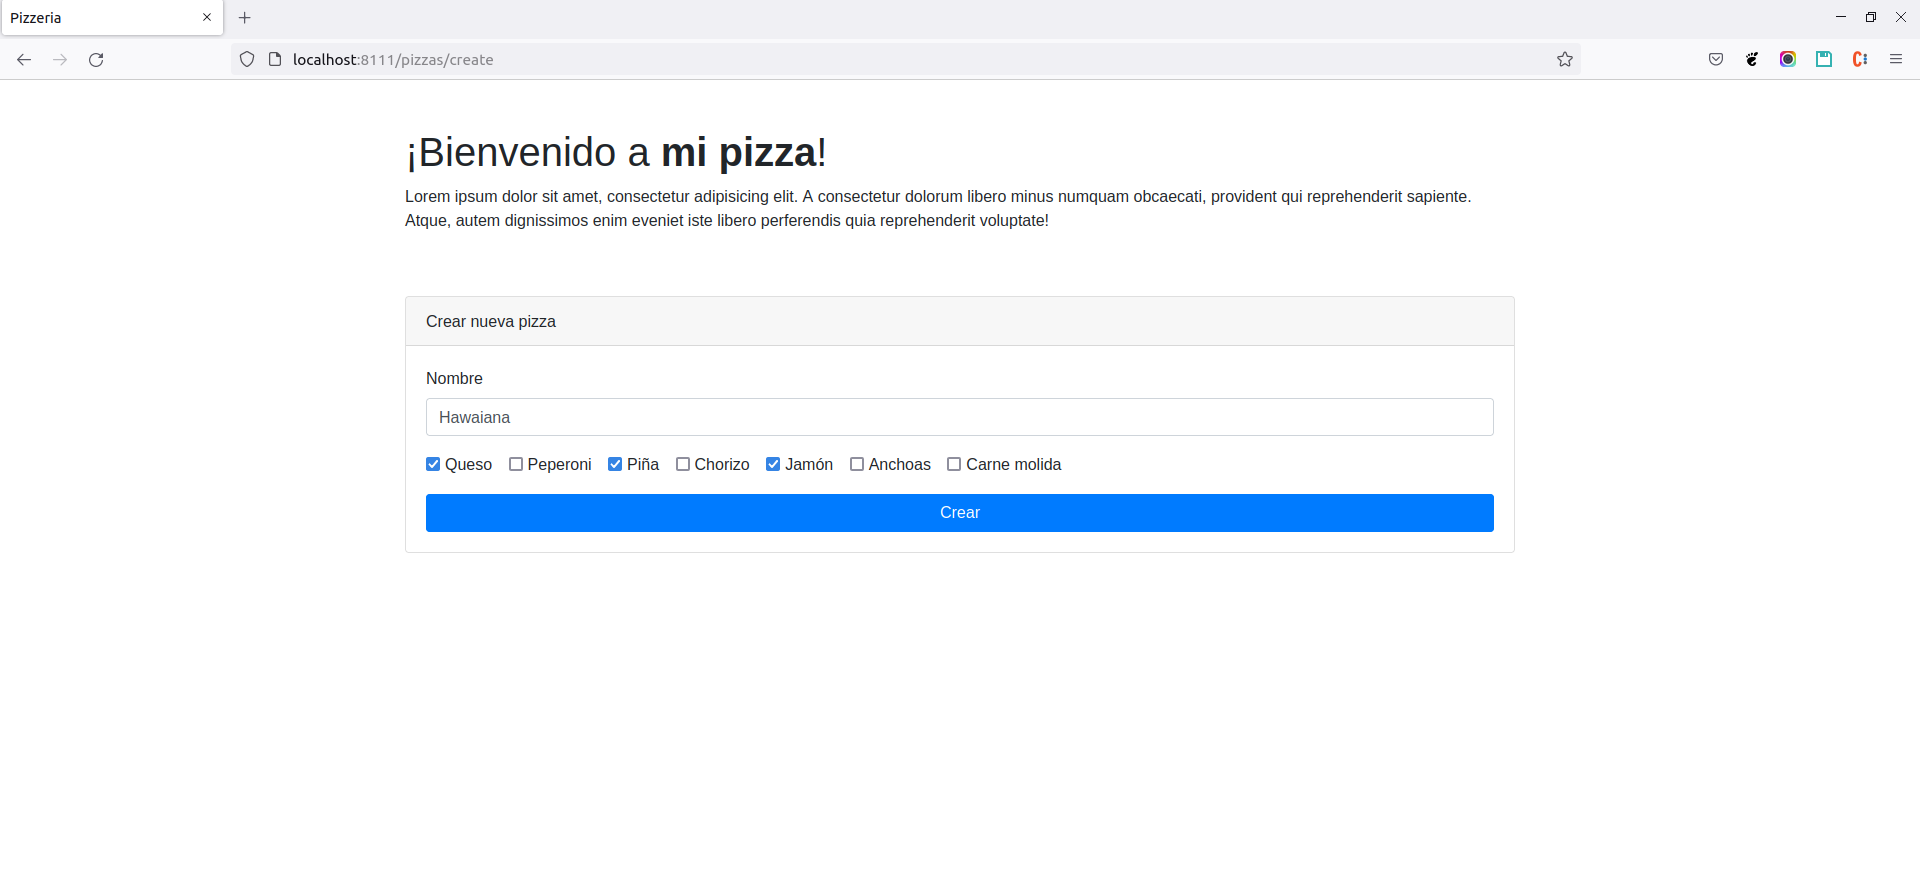 Pizzeria
localhost:8111/pizzas/create
¡Bienvenido a mi pizza!
Lorem ipsum dolor sit amet, consectetur adipisicing elit. A consectetur dolorum libero minus numquam obcaecati, provident qui reprehenderit sapiente.
Atque, autem dignissimos enim eveniet iste libero perferendis quia reprehenderit voluptate!
Crear nueva pizza
Nombre
Hawaiana
Queso Peperoni Piña Chorizo Jamón Anchoas Carne molida
Crear